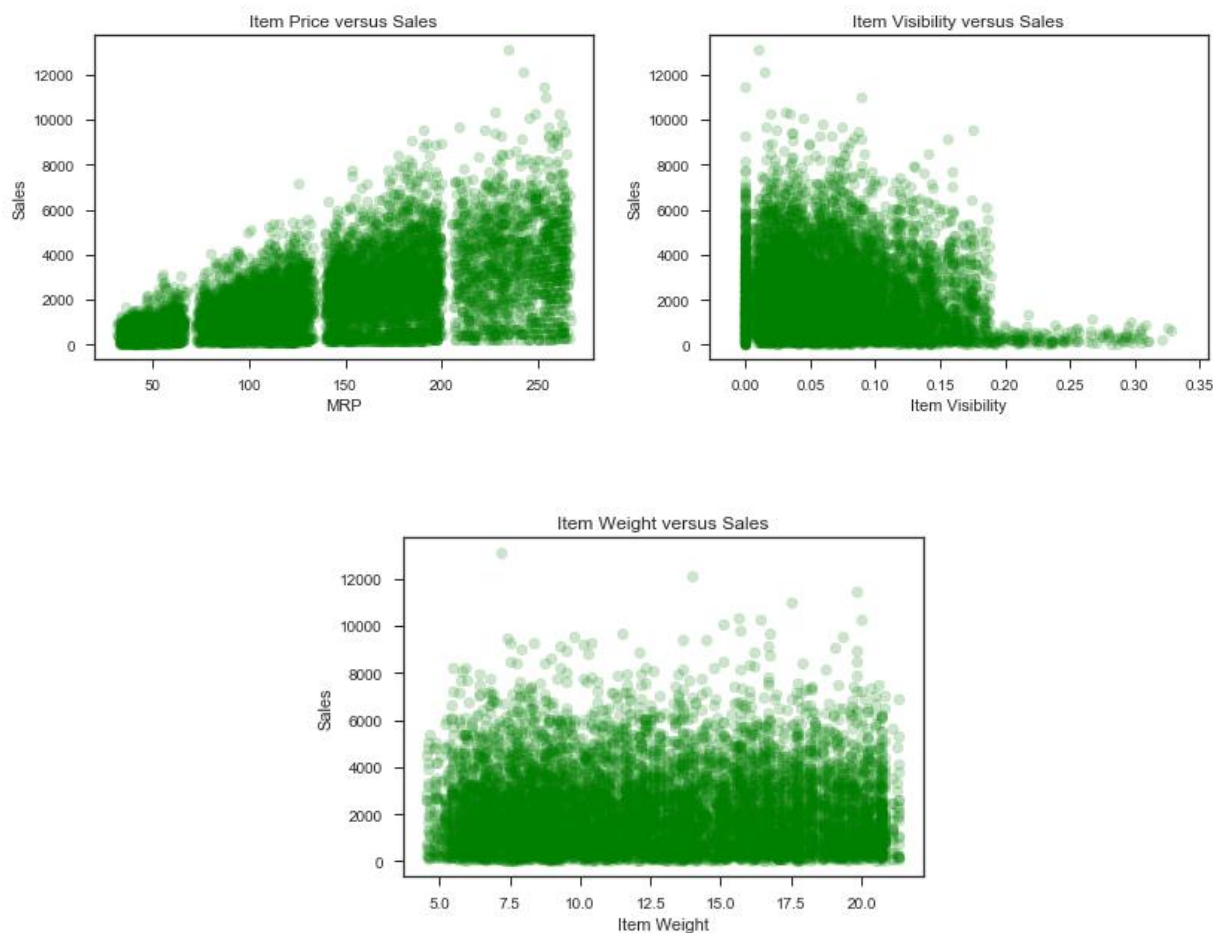 Item Price versus Sales
12000
10000
8000
6000
4000
2000
0
Sales
50 100 150 200 250
MRP
Item Visibility versus Sales
12000
10000
8000
6000
4000
2000
0
Sales
0.00 0.05 0.10 0.15 0.20 0.25 0.30 0.35
Item Visibility
Item Weight versus Sales
12000
10000
8000
6000
4000
2000
0
Sales
5.0 7.5 10.0 12.5 15.0 17.5 20.0
Item Weight